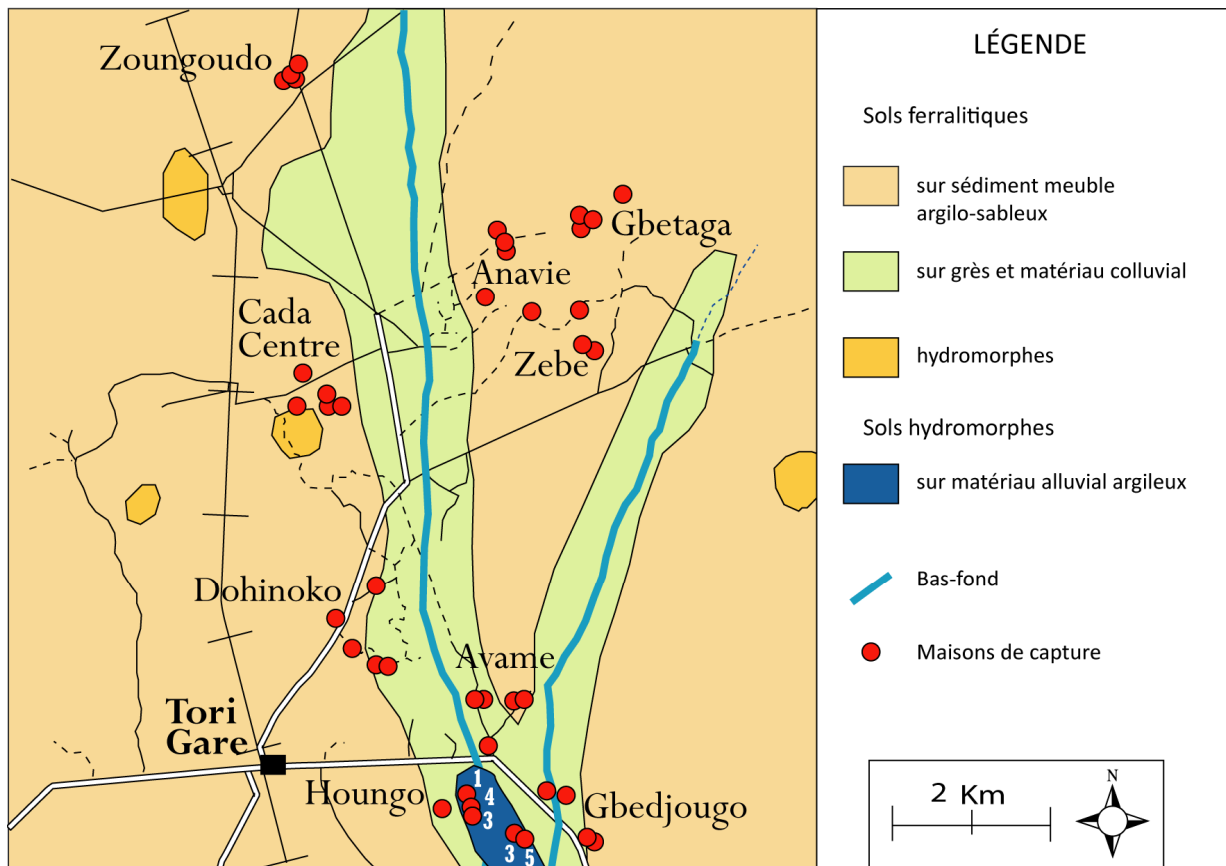 Zoungoudo
Gbetaga
Anavie
Cada
Centre
Zebe
Dohinoko
Avame
Tori
Gare
Houngo
Gbedjougo
1
4
3
3
5
LÉGENDE
Sols ferralitiques
sur sédiment meuble
argilo-sableux
sur grès et matériau colluvial
hydromorphes
Sols hydromorphes
sur matériau alluvial argileux
Bas-fond
Maisons de capture
2 Km
N